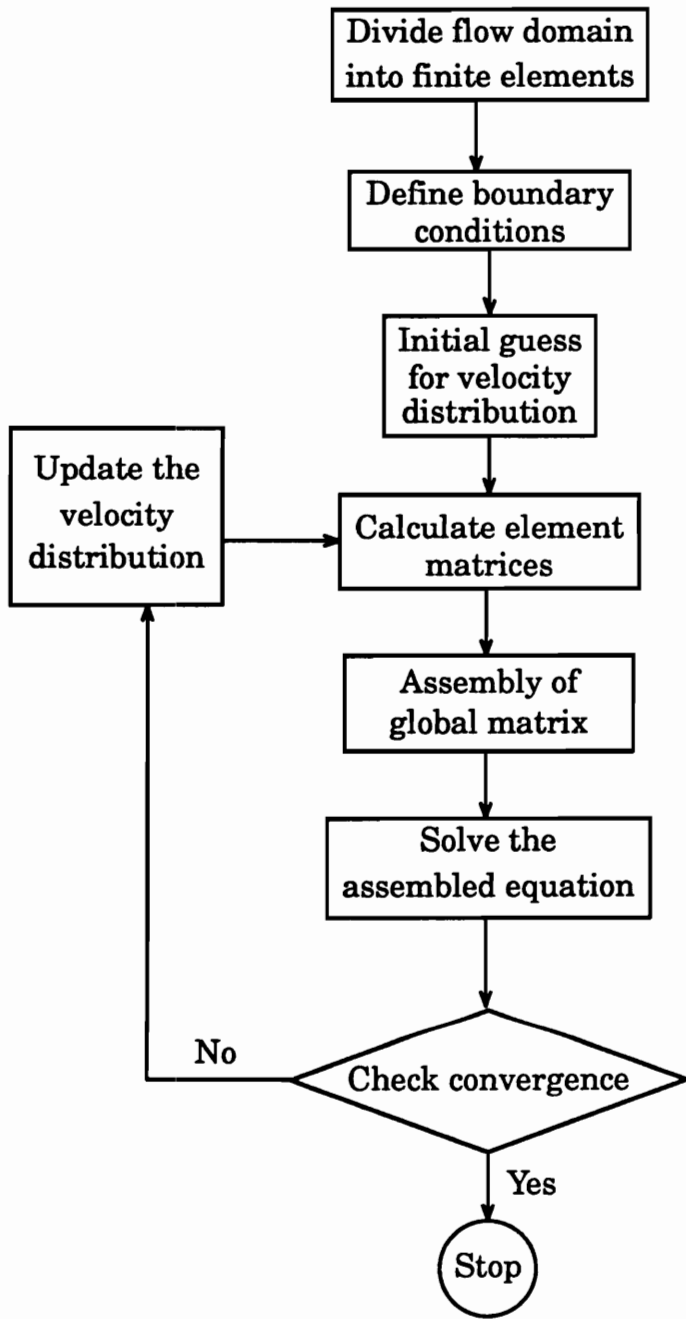 Divide flow domain
into finite elements
Define boundary
conditions
Initial guess
for velocity
distribution
Update the
velocity
distribution
Calculate element
matrices
Assembly of
global matrix
Solve the
assembled equation
No
Check convergence
Yes
Stop